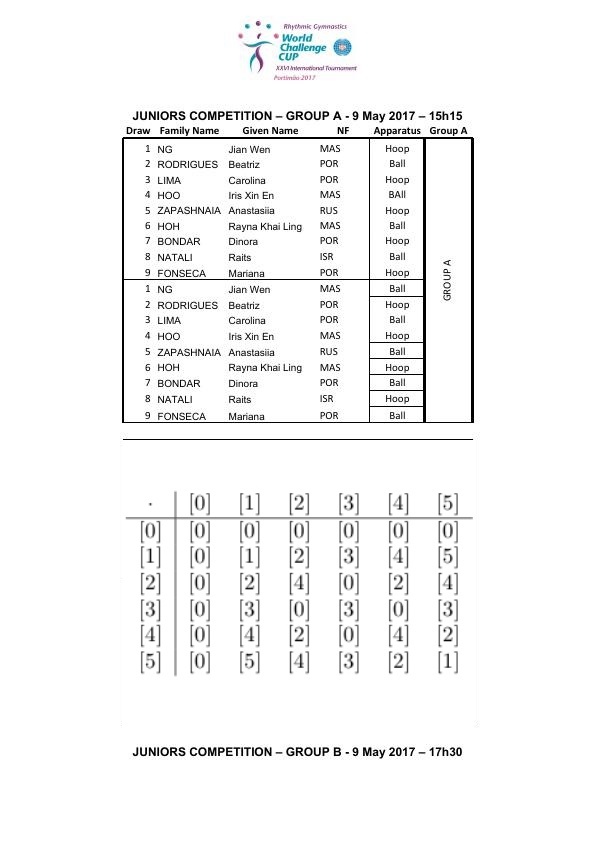 Rhythmic Gymnastics
World
Challenge
CUP
XXVI International Tournament
Portimão 2017
JUNIORS COMPETITION – GROUP A - 9 May 2017 – 15h15
Draw Family Name Given Name NF Apparatus Group A
1 NG Jian Wen MAS Hoop
2 RODRIGUES Beatriz POR Ball
3 LIMA Carolina POR Hoop
4 HOO Iris Xin En MAS BAll
5 ZAPASHNAIA Anastasiia RUS Hoop
6 HOH Rayna Khai Ling MAS Ball
7 BONDAR Dinora POR Hoop
8 NATALI Raits ISR Ball
9 FONSECA Mariana POR Hoop
GROUP A
1 NG Jian Wen MAS Ball
2 RODRIGUES Beatriz POR Hoop
3 LIMA Carolina POR Ball
4 HOO Iris Xin En MAS Hoop
5 ZAPASHNAIA Anastasiia RUS Ball
6 HOH Rayna Khai Ling MAS Hoop
7 BONDAR Dinora POR Ball
8 NATALI Raits ISR Hoop
9 FONSECA Mariana POR Ball
· [0] [1] [2] [3] [4] [5]
[0] [0] [0] [0] [0] [0] [0]
[1] [0] [1] [2] [3] [4] [5]
[2] [0] [2] [4] [0] [2] [4]
[3] [0] [3] [0] [3] [0] [3]
[4] [0] [4] [2] [0] [4] [2]
[5] [0] [5] [4] [3] [2] [1]
JUNIORS COMPETITION – GROUP B - 9 May 2017 – 17h30